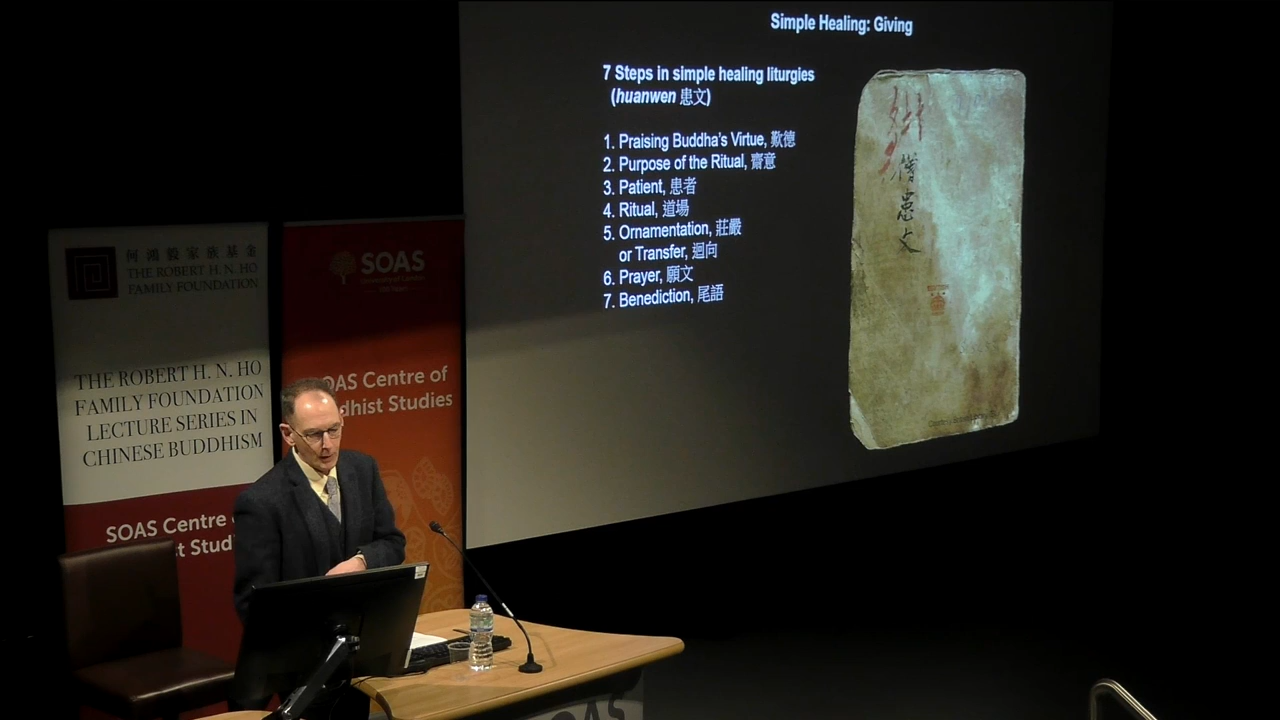 Simple Healing: Giving
7 Steps in simple healing liturgies
(huanwen 患文)
1. Praising Buddha's Virtue, 歎德
2. Purpose of the Ritual, 齋意
3. Patient, 患者
4. Ritual, 道場
5. Ornamentation, 莊嚴
or Transfer, 迴向
6. Prayer, 願文
7. Benediction, 尾語
患文
何鴻毅家族基金
THE ROBERT H. N. HO
FAMILY FOUNDATION
THE ROBERT H. N. HO
FAMILY FOUNDATION
LECTURE SERIES IN
CHINESE BUDDHISM
SOAS Centre
t Stud
SOAS
OAS Centre of
dhist Studies
SOAS